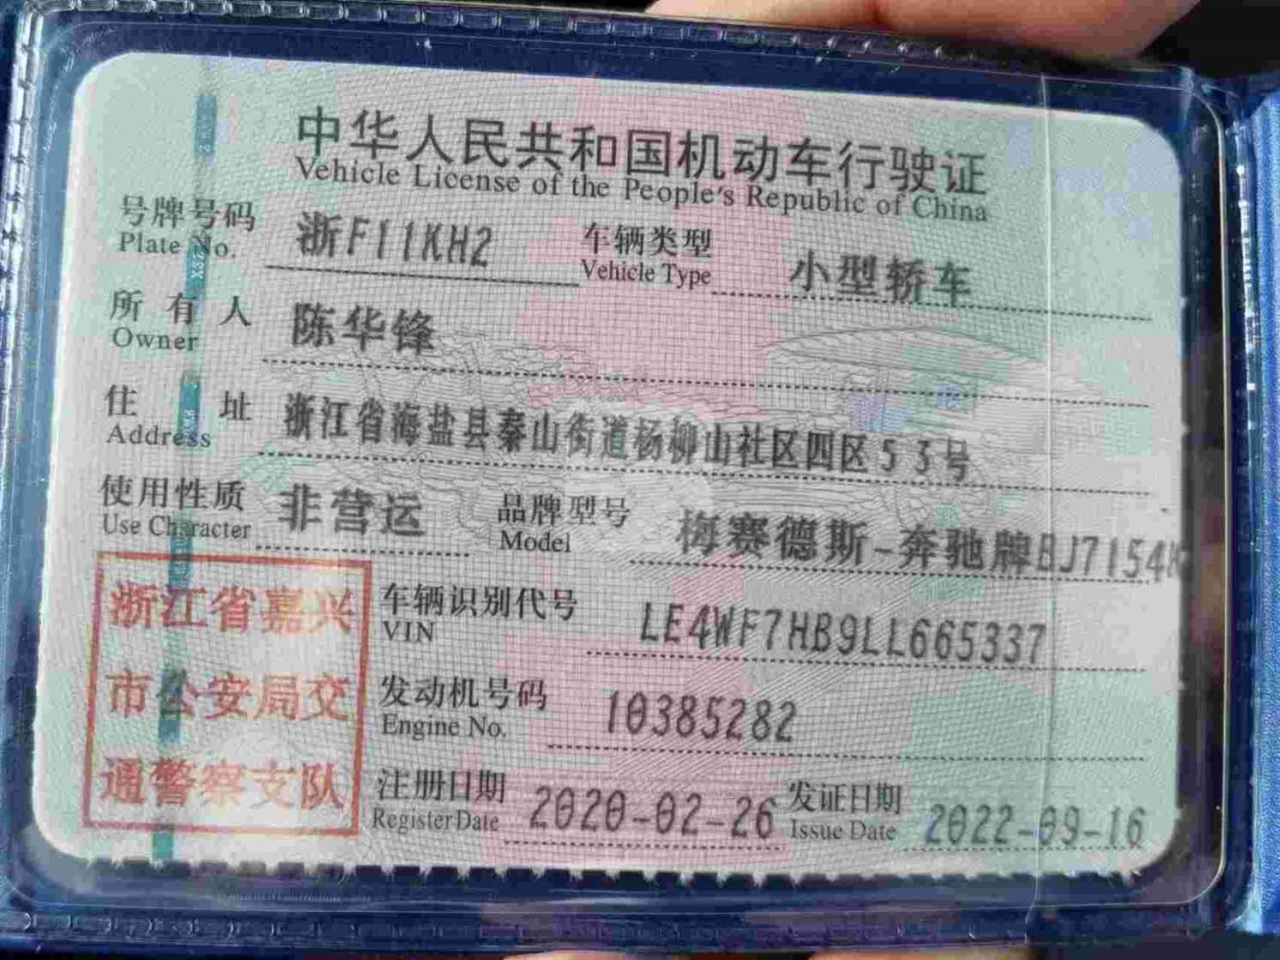 中华人民共和国机动车行驶证
Vehicle License of the People's Republic of China
号牌号码 浙F11KH2 车辆类型 小型轿车
Plate No. Vehicle Type
所有人 陈华锋
Owner
住址 浙江省海盐县秦山街道杨柳山社区四区53号
Address
使用性质 非营运 品牌型号 梅赛德斯-奔驰牌BJ7154
Use Character Model
浙江省嘉兴
市公安局交
通警察支队
车辆识别代号 LE4WF7HB9LL665337
VIN
发动机号码 10385282
Engine No.
注册日期 2020-02-26 发证日期 2022-09-16
Register Date Issue Date